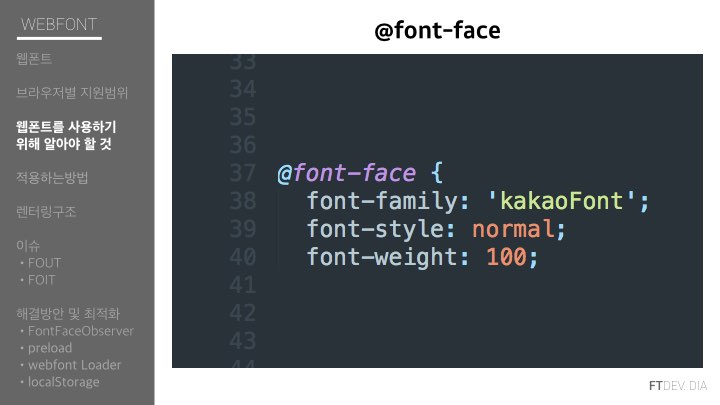 WEBFONT
웹폰트
브라우저별 지원범위
웹폰트를 사용하기
위해 알아야 할 것
적용하는방법
렌터링구조
이슈
• FOUT
• FOIT
해결방안 및 최적화
• FontFaceObserver
• preload
• webfont Loader
• localStorage
@font-face
33
34
35
36
37 @font-face {
38 font-family: 'kakaoFont';
39 font-style: normal;
40 font-weight: 100;
41
42
43
44
FTDEV. DIA